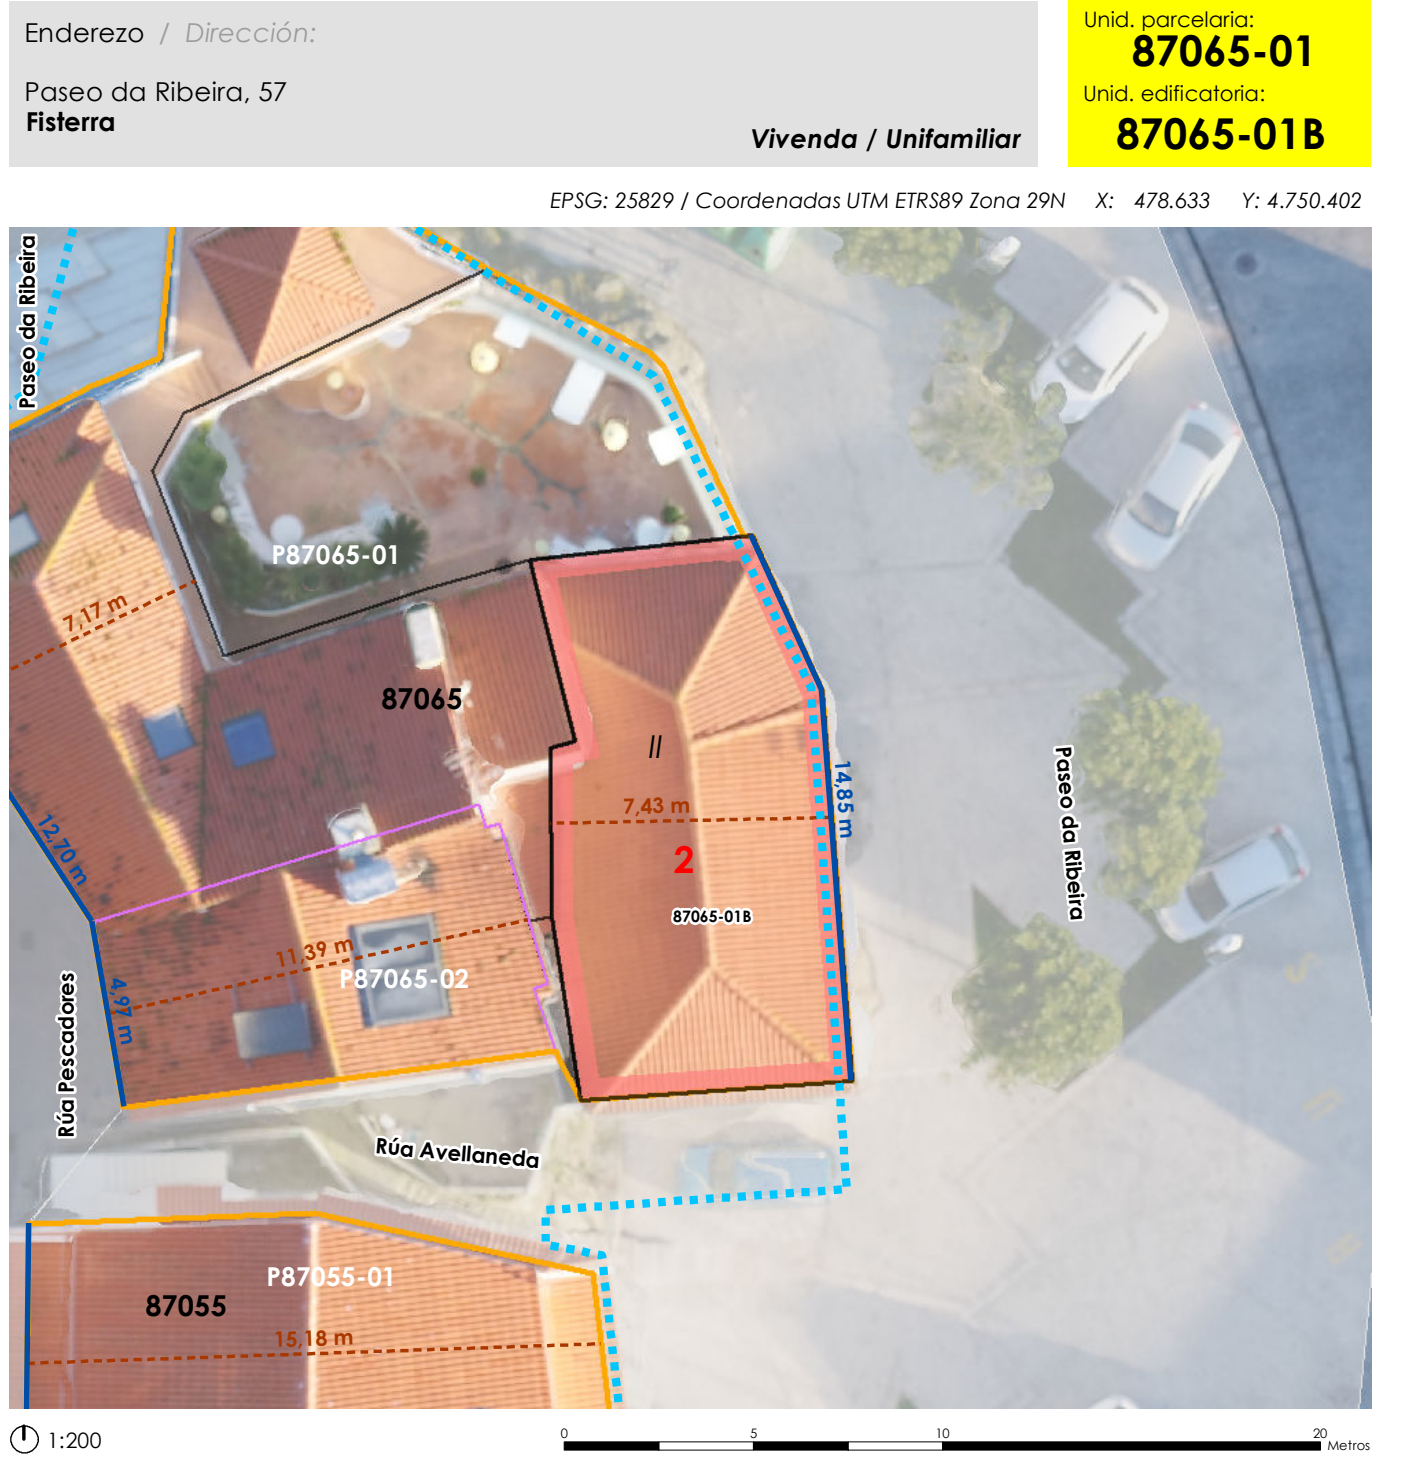 Enderezo / Dirección:
Paseo da Ribeira, 57
Fisterra
Vivenda / Unifamiliar
Unid. parcelaria:
87065-01
Unid. edificatoria:
87065-01B
EPSG: 25829 / Coordenadas UTM ETRS89 Zona 29N X: 478.633 Y: 4.750.402
Paseo da Ribeira
P87065-01
7,17 m
87065
II
7,43 m
14,85 m
Paseo da Ribeira
12,70 m
2
87065-01B
11,39 m
P87065-02
4,97 m
Rúa Pescadores
Rúa Avellaneda
P87055-01
87055
15,18 m
1:200
0 5 10 20
Metros